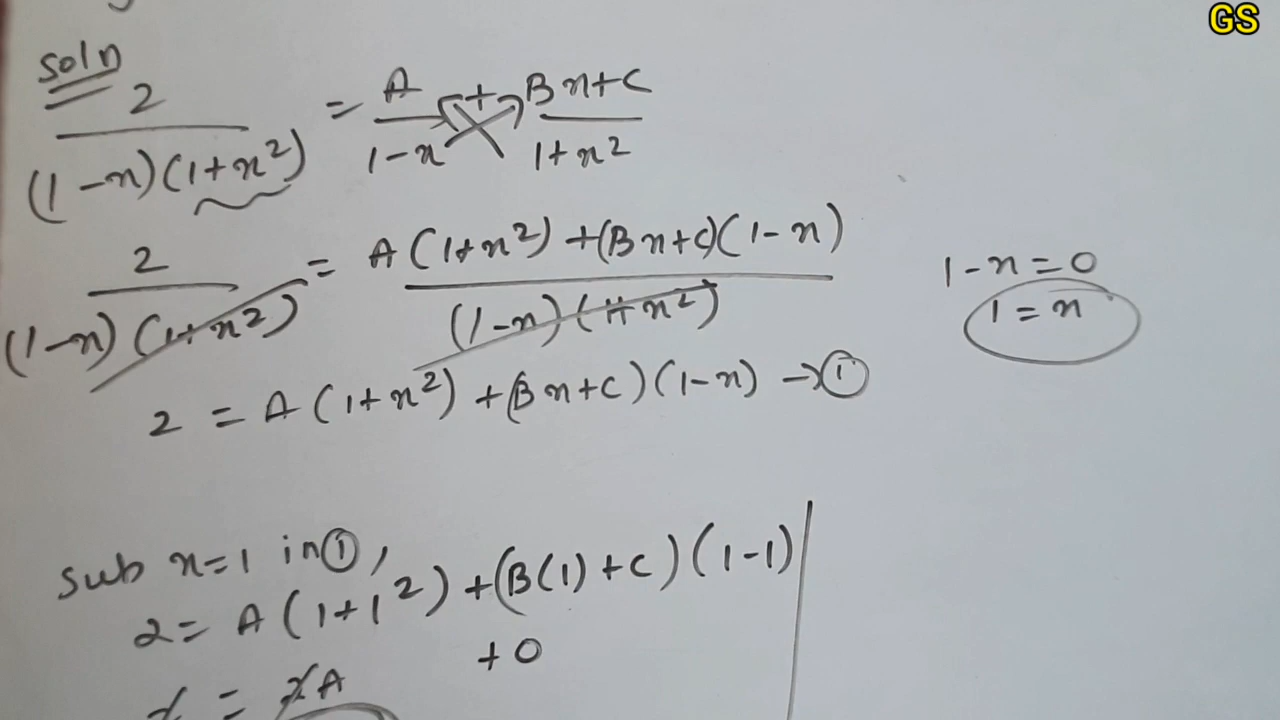 GS
Soln
2/((1-x)(1+x²)) = A/(1-x) + (Bx+C)/(1+x²)
2/((1-x)(1+x²)) = (A(1+x²)+(Bx+C)(1-x))/((1-x)(1+x²))
1-x=0
1=x
2 = A(1+x²)+(Bx+C)(1-x) →①
Sub x=1 in①,
2= A(1+1²)+(B(1)+C)(1-1)
+0
2 = 2A